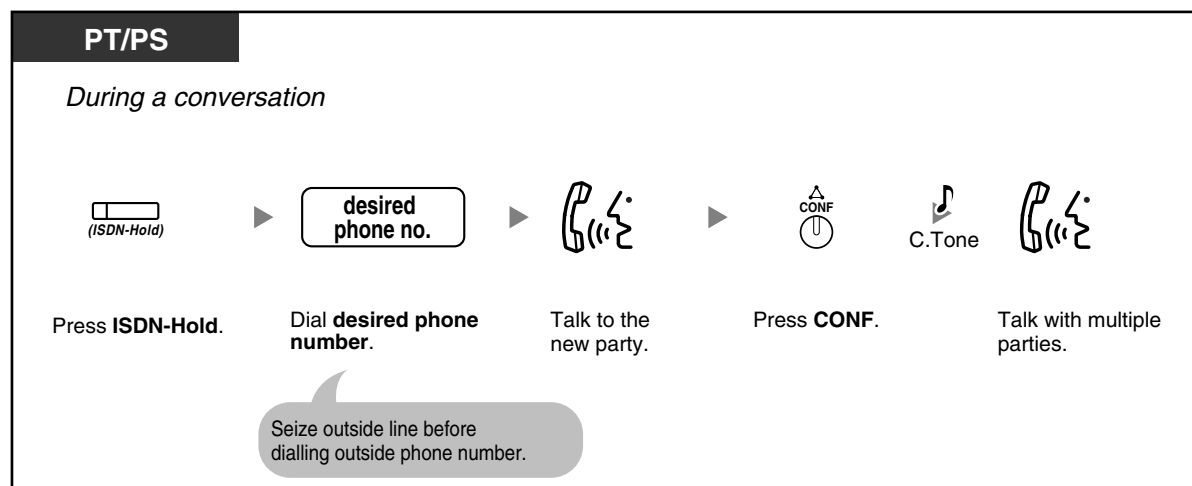 PT/PS
During a conversation
(ISDN-Hold)
desired
phone no.
CONF
C.Tone
Press ISDN-Hold.
Dial desired phone
number.
Talk to the
new party.
Press CONF.
Talk with multiple
parties.
Seize outside line before
dialling outside phone number.